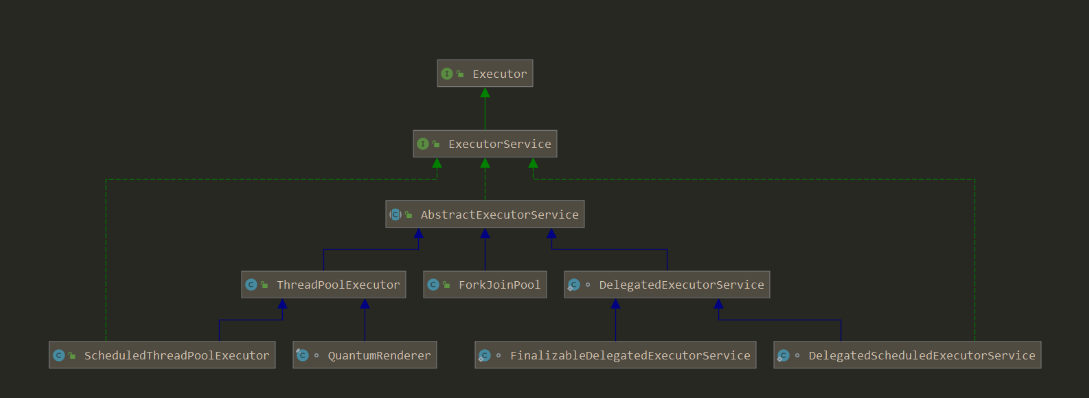 Executor
ExecutorService
AbstractExecutorService
ThreadPoolExecutor
ForkJoinPool
DelegatedExecutorService
ScheduledThreadPoolExecutor
QuantumRenderer
FinalizableDelegatedExecutorService
DelegatedScheduledExecutorService